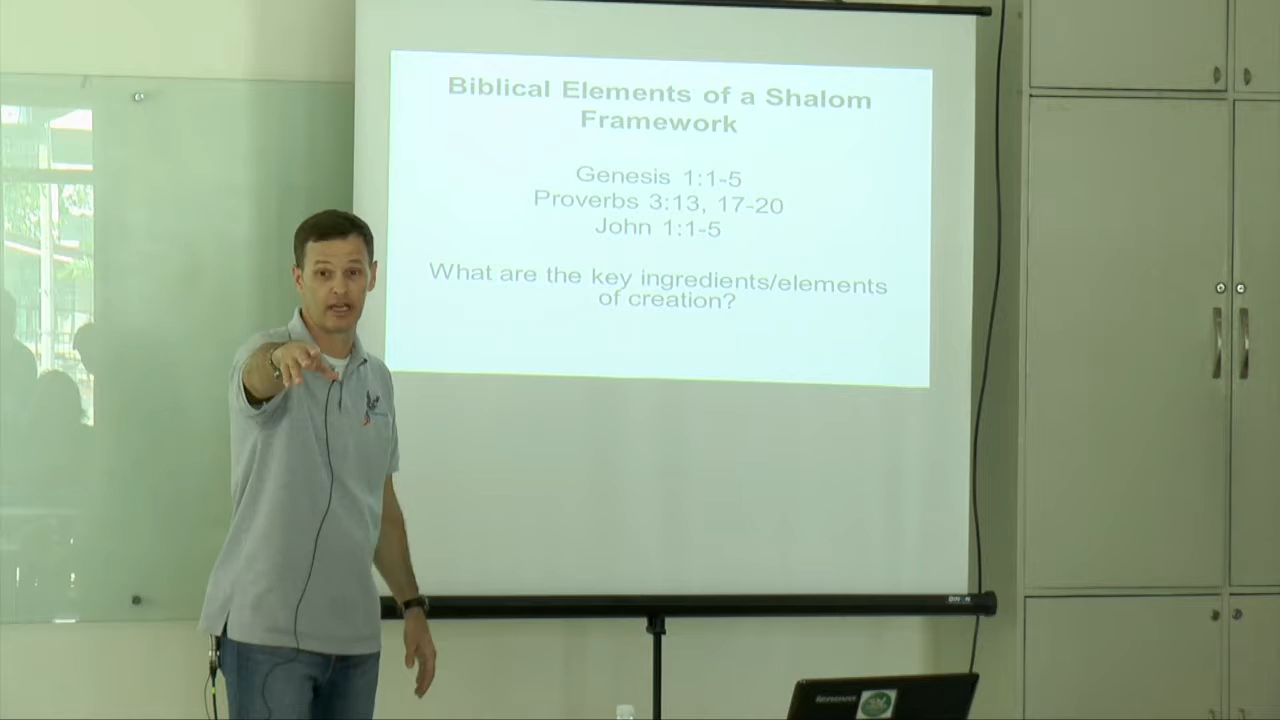 Biblical Elements of a Shalom
Framework
Genesis 1:1-5
Proverbs 3:13, 17-20
John 1:1-5
What are the key ingredients/elements
of creation?
lenovo